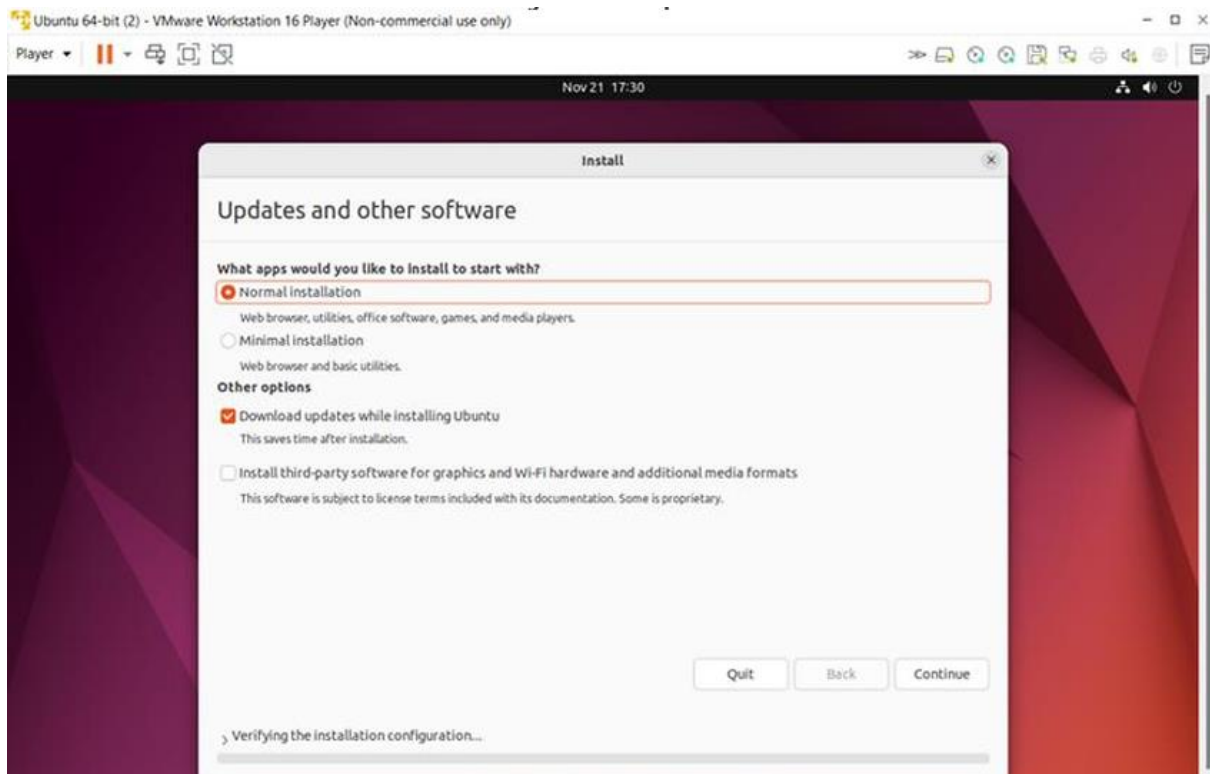 Ubuntu 64-bit (2) - VMware Workstation 16 Player (Non-commercial use only)
Player
Nov 21 17:30
Install
Updates and other software
What apps would you like to install to start with?
Normal installation
Web browser, utilities, office software, games, and media players.
Minimal installation
Web browser and basic utilities.
Other options
Download updates while installing Ubuntu
This saves time after installation.
Install third-party software for graphics and Wi-Fi hardware and additional media formats
This software is subject to license terms included with its documentation. Some is proprietary.
Quit Back Continue
Verifying the installation configuration...